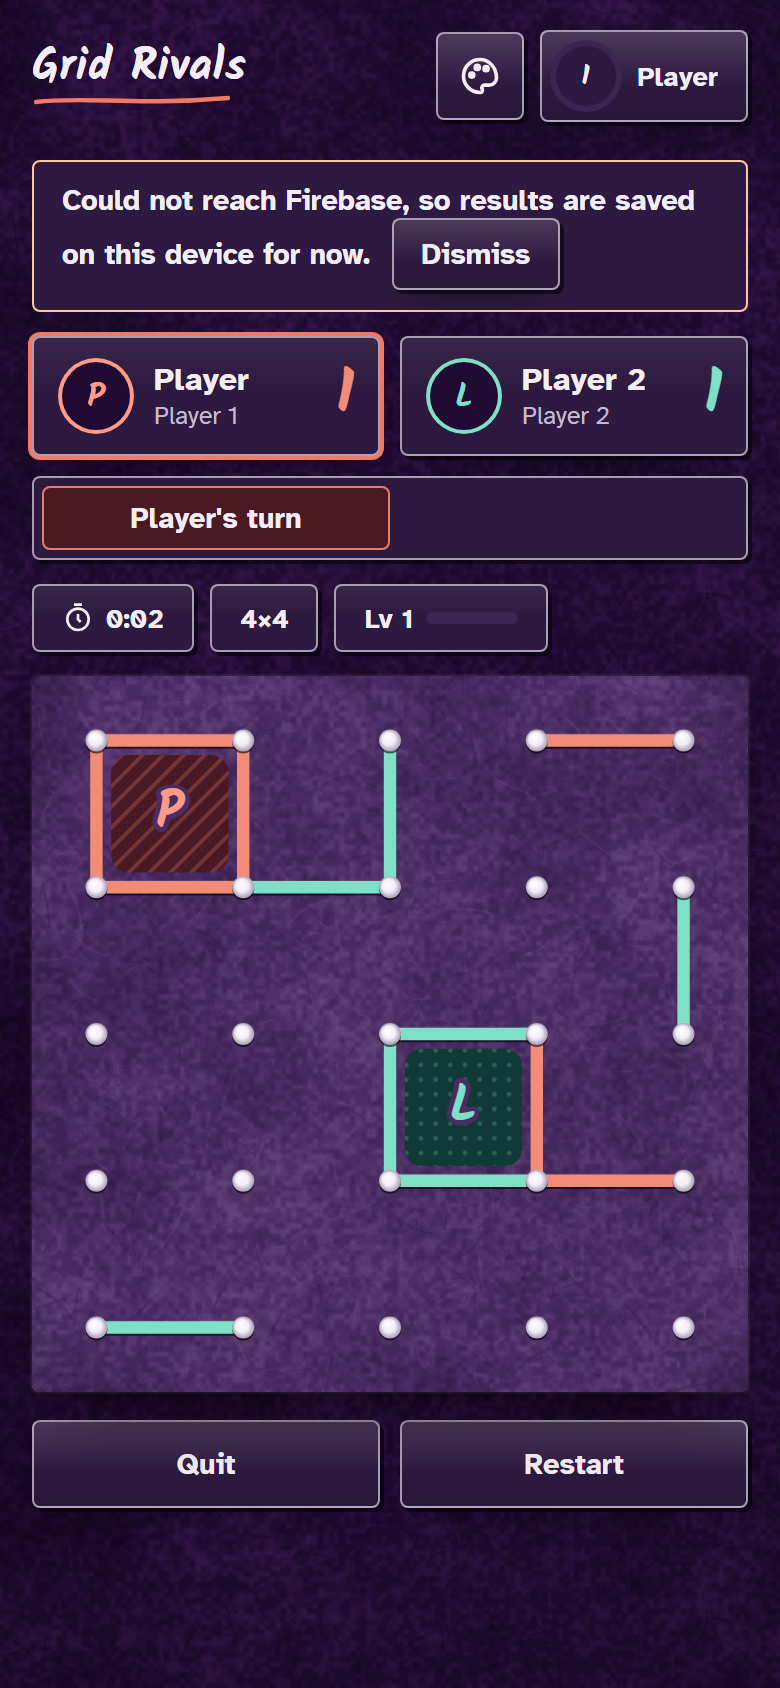 Grid Rivals
1
Player
Could not reach Firebase, so results are saved
on this device for now.
Dismiss
P
Player
Player 1
1
L
Player 2
Player 2
1
Player's turn
0:02
4×4
Lv 1
P
L
Quit
Restart